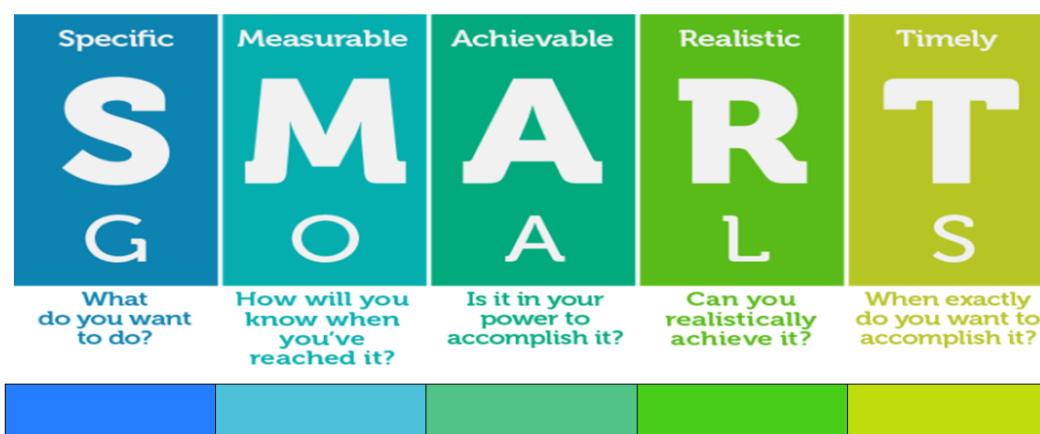 Specific Measurable Achievable Realistic Timely
S M A R T
G O A L S
What
do you want
to do?
How will you
know when
you've
reached it?
Is it in your
power to
accomplish it?
Can you
realistically
achieve it?
When exactly
do you want to
accomplish it?